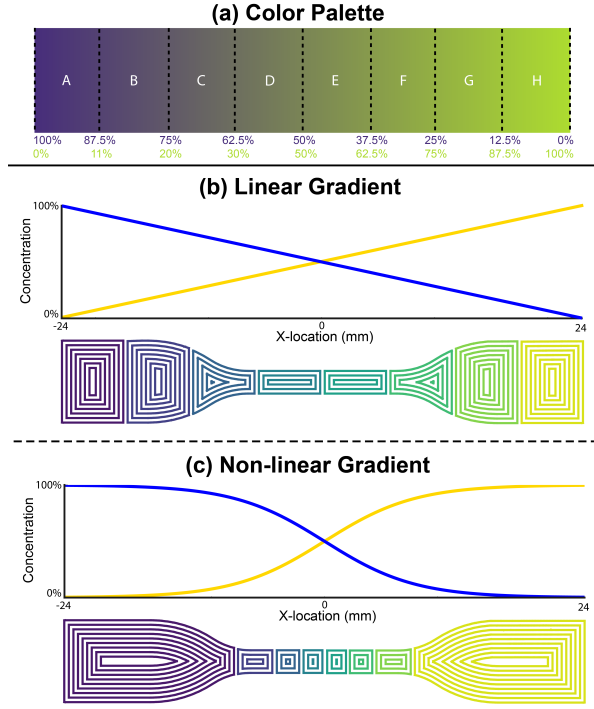 (a) Color Palette
A B C D E F G H
100% 87.5% 75% 62.5% 50% 37.5% 25% 12.5% 0%
0% 11% 20% 30% 50% 62.5% 75% 87.5% 100%
(b) Linear Gradient
100%
Concentration
0%
-24 0 24
X-location (mm)
(c) Non-linear Gradient
100%
Concentration
0%
-24 0 24
X-location (mm)